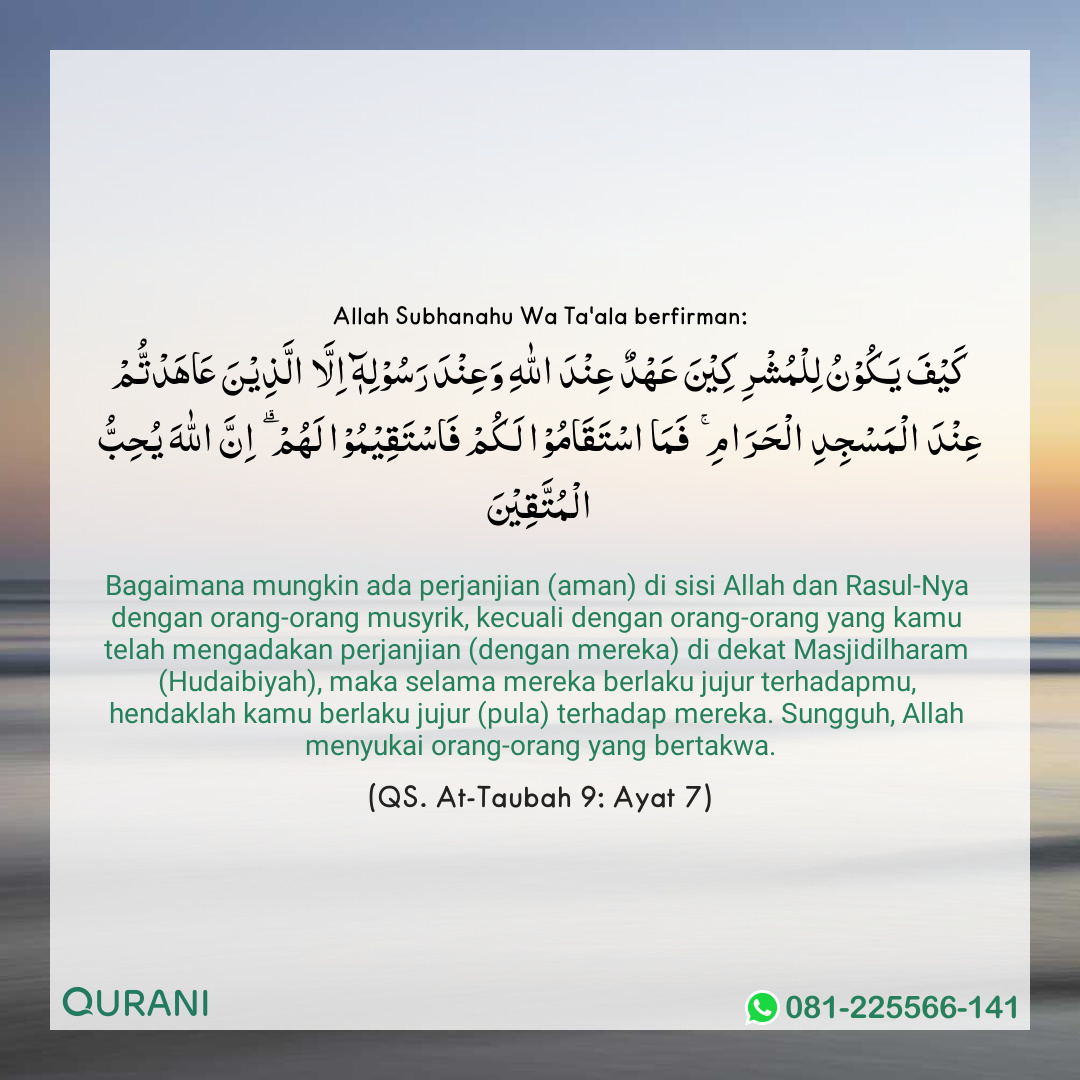 Allah Subhanahu Wa Ta'ala berfirman:
كَيْفَ يَكُوْنُ لِلْمُشْرِكِيْنَ عَهْدٌ عِنْدَ اللّٰهِ وَعِنْدَ رَسُوْلِهٖۤ اِلَّا الَّذِيْنَ عَاهَدْتُّمْ
عِنْدَ الْمَسْجِدِ الْحَرَامِ ۚ فَمَا اسْتَقَامُوْا لَـكُمْ فَاسْتَقِيْمُوْا لَهُمْ ۗ اِنَّ اللّٰهَ يُحِبُّ
الْمُتَّقِيْنَ
Bagaimana mungkin ada perjanjian (aman) di sisi Allah dan Rasul-Nya
dengan orang-orang musyrik, kecuali dengan orang-orang yang kamu
telah mengadakan perjanjian (dengan mereka) di dekat Masjidilharam
(Hudaibiyah), maka selama mereka berlaku jujur terhadapmu,
hendaklah kamu berlaku jujur (pula) terhadap mereka. Sungguh, Allah
menyukai orang-orang yang bertakwa.
(QS. At-Taubah 9: Ayat 7)
QURANI
081-225566-141